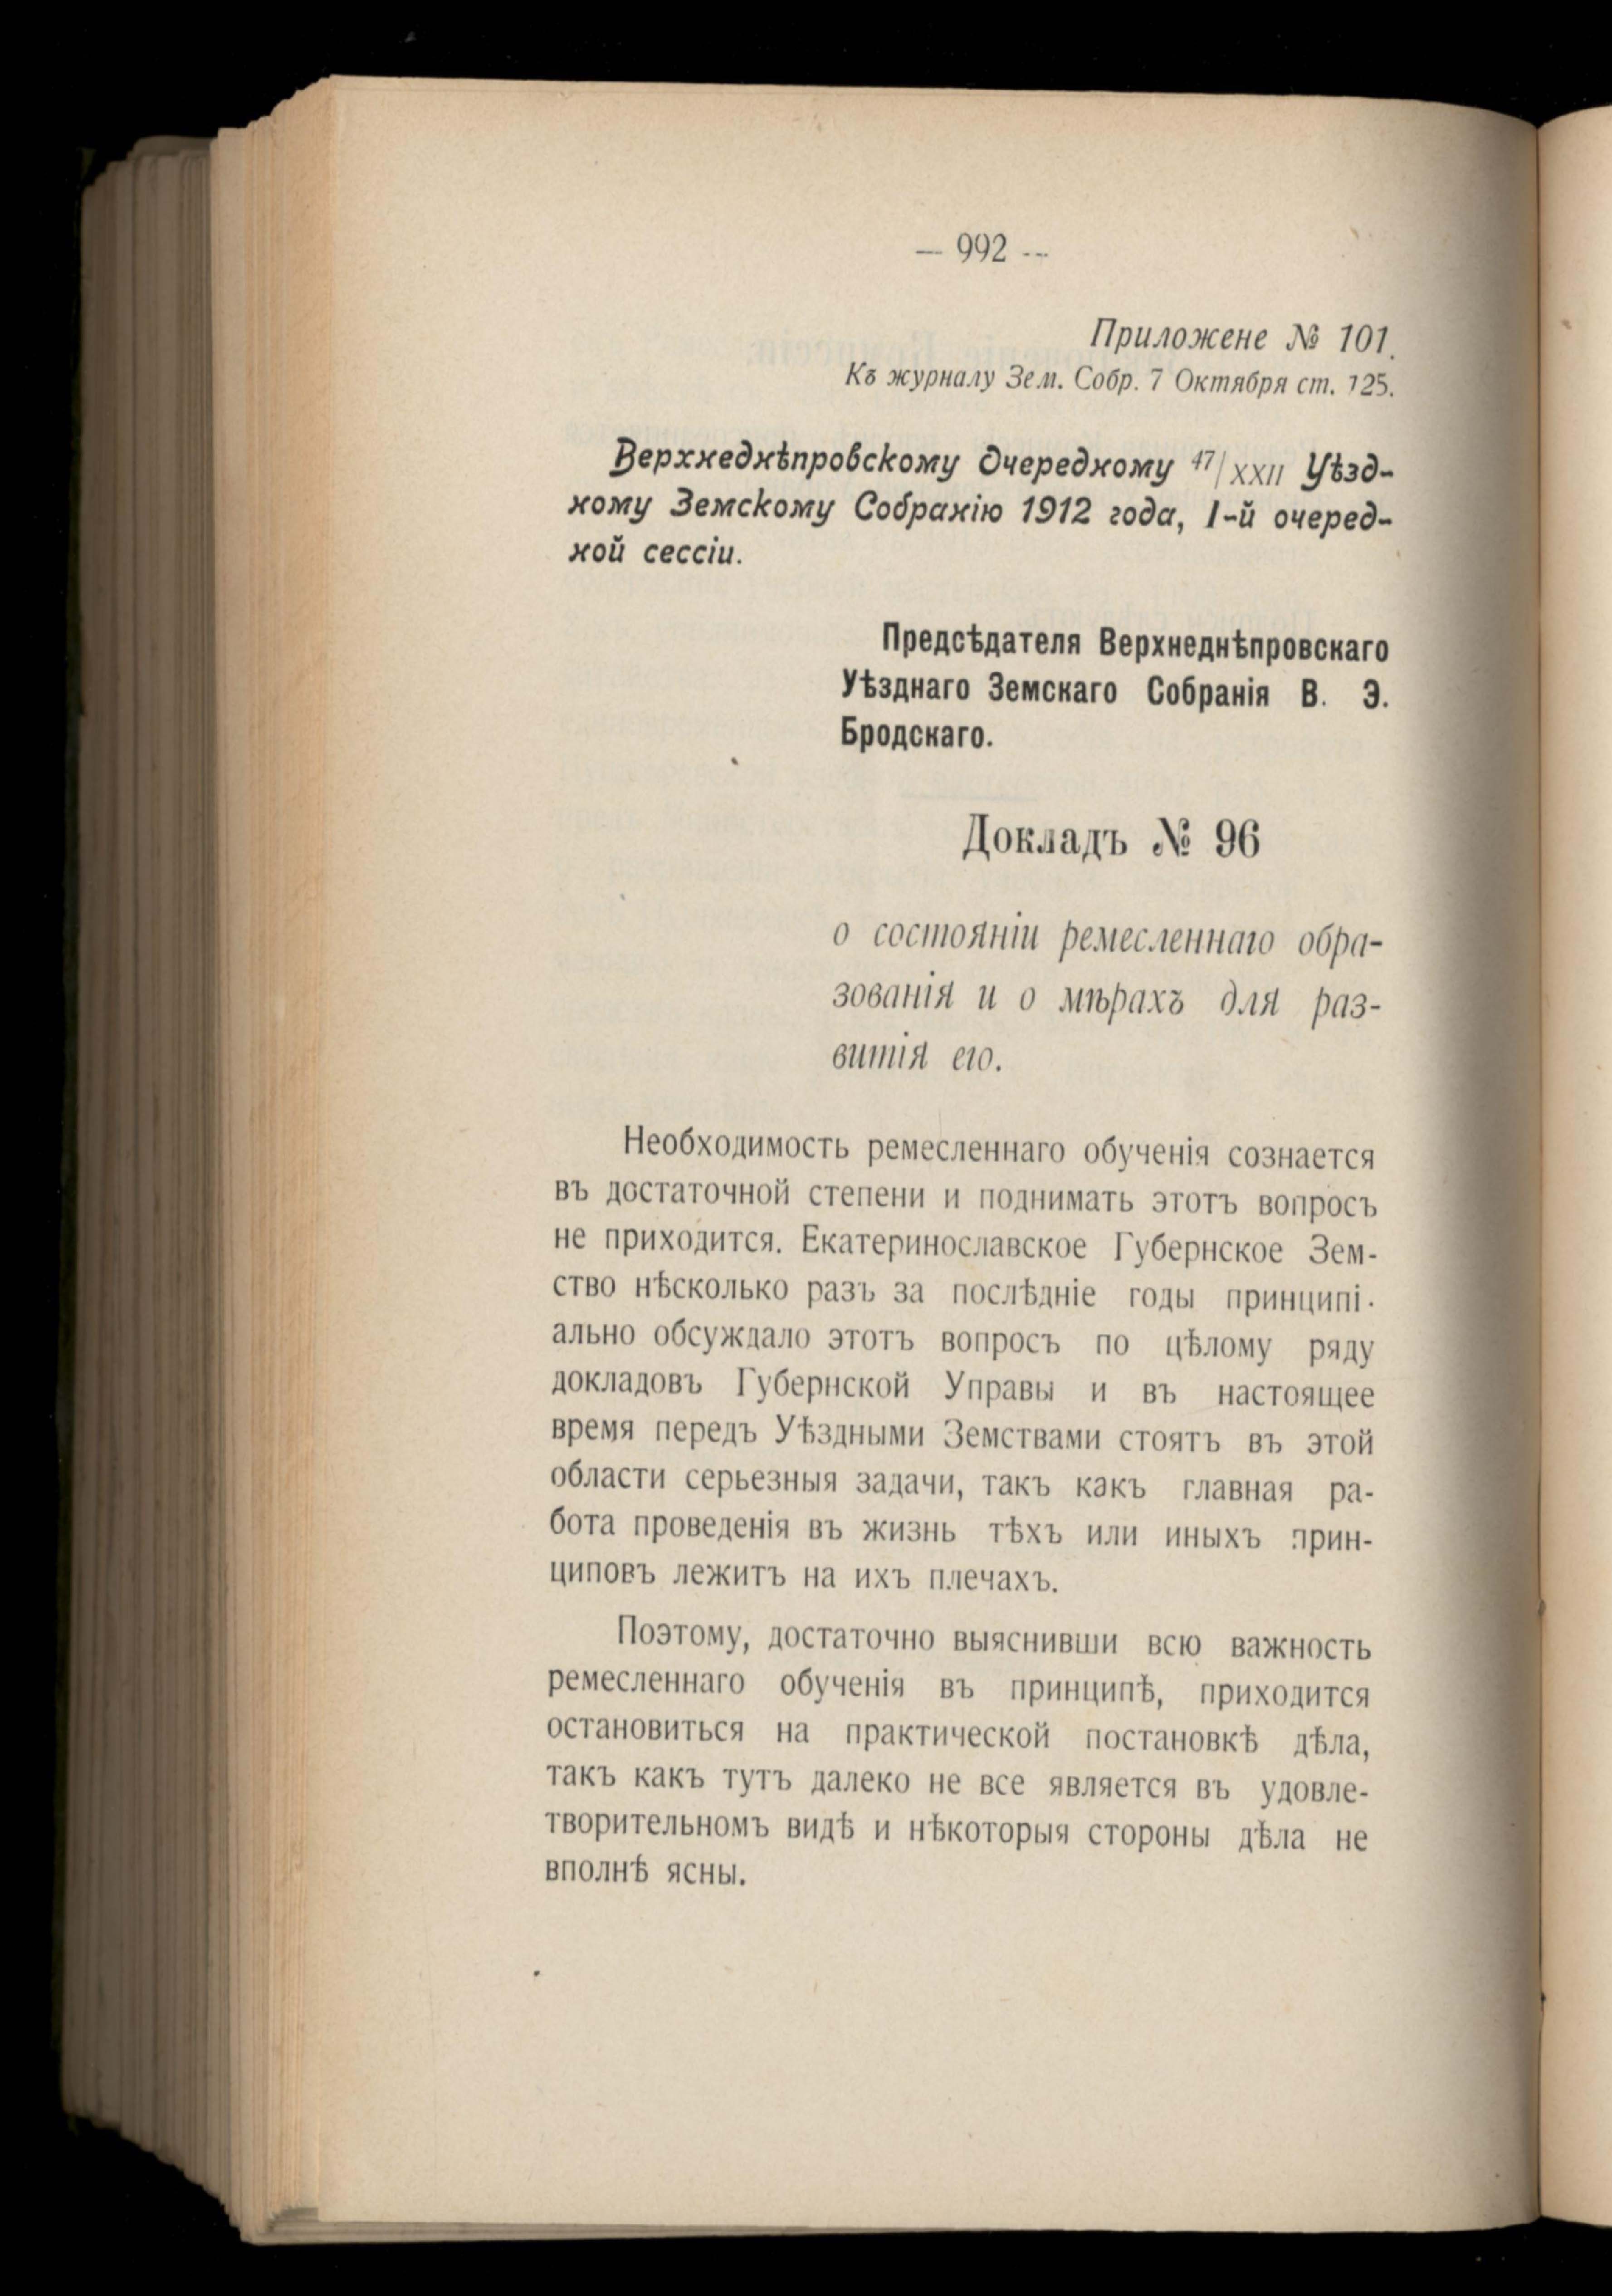 — 992 —
Приложене № 101.
Къ журналу Зем. Собр. 7 Октября ст. 125.
Верхнеднѣпровскому Очередному 47/XXII Уѣзд-
ному Земскому Собранію 1912 года, I-й очеред-
ной сессіи.
Предсѣдателя Верхнеднѣпровскаго
Уѣзднаго Земскаго Собранія В. Э.
Бродскаго.
Докладъ № 96
о состояніи ремесленнаго обра-
зованія и о мѣрахъ для раз-
витія его.
Необходимость ремесленнаго обученія сознается
въ достаточной степени и поднимать этотъ вопросъ
не приходится. Екатеринославское Губернское Зем-
ство нѣсколько разъ за послѣдніе годы принципі-
ально обсуждало этотъ вопросъ по цѣлому ряду
докладовъ Губернской Управы и въ настоящее
время передъ Уѣздными Земствами стоятъ въ этой
области серьезныя задачи, такъ какъ главная ра-
бота проведенія въ жизнь тѣхъ или иныхъ прин-
циповъ лежитъ на ихъ плечахъ.
Поэтому, достаточно выяснивши всю важность
ремесленнаго обученія въ принципѣ, приходится
остановиться на практической постановкѣ дѣла,
такъ какъ тутъ далеко не все является въ удовле-
творительномъ видѣ и нѣкоторыя стороны дѣла не
вполнѣ ясны.